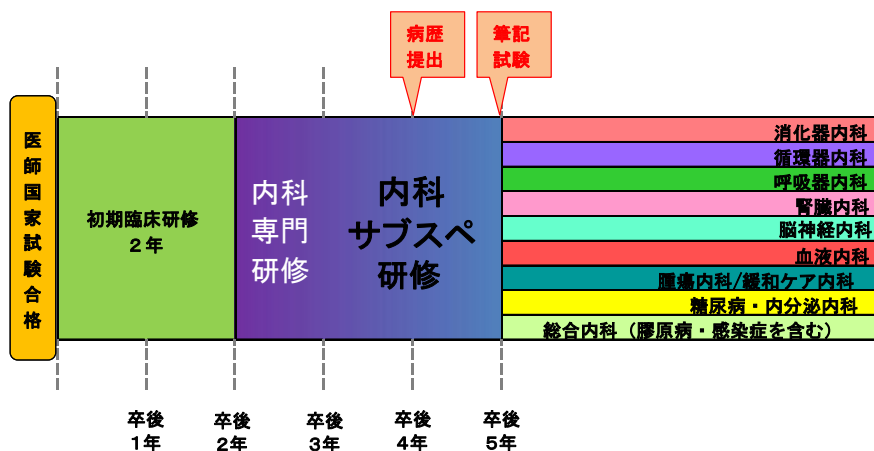 病歴
提出
筆記
試験
医師国家試験合格
初期臨床研修
２年
内科
専門
研修
内科
サブスペ
研修
消化器内科
循環器内科
呼吸器内科
腎臓内科
脳神経内科
血液内科
腫瘍内科/緩和ケア内科
糖尿病・内分泌内科
総合内科（膠原病・感染症を含む）
卒後
１年
卒後
２年
卒後
３年
卒後
４年
卒後
５年